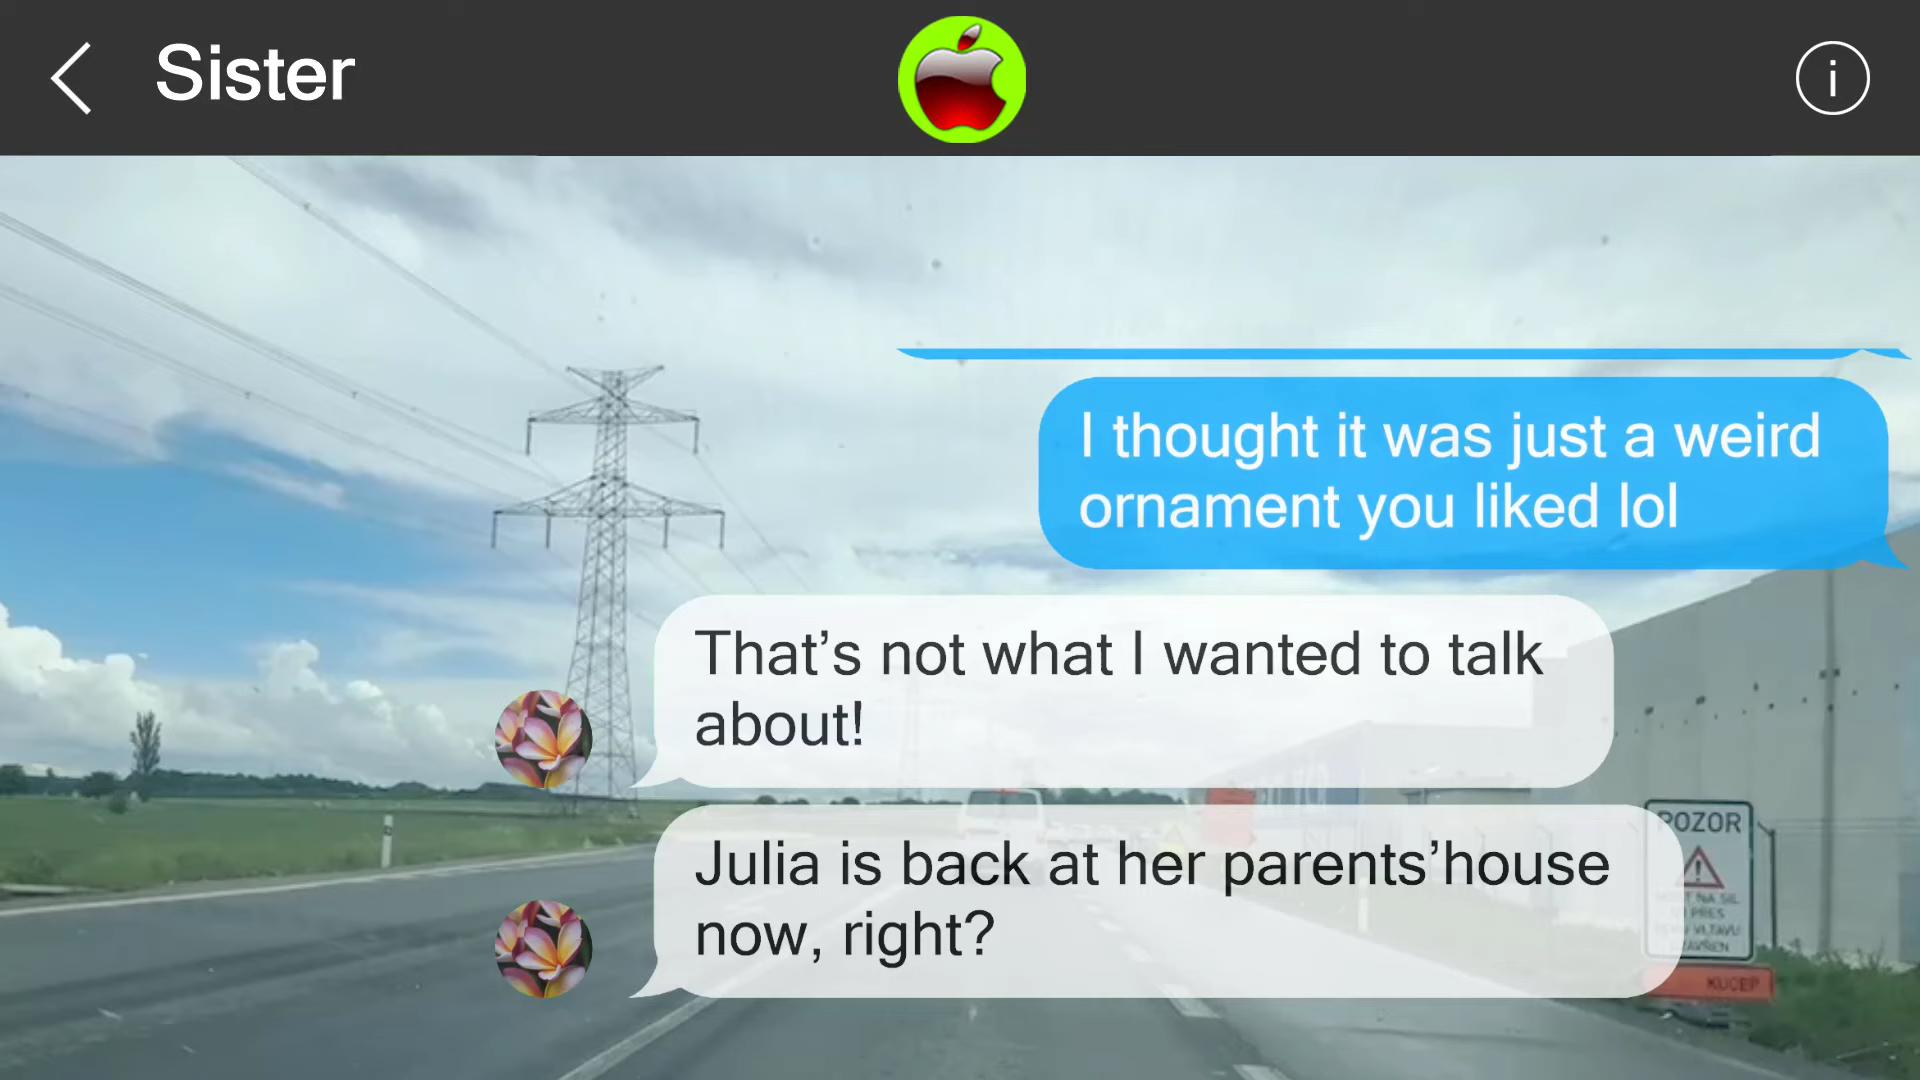 Sister
i
I thought it was just a weird
ornament you liked lol
That’s not what I wanted to talk
about!
Julia is back at her parents’house
now, right?
POZOR
KUCEP